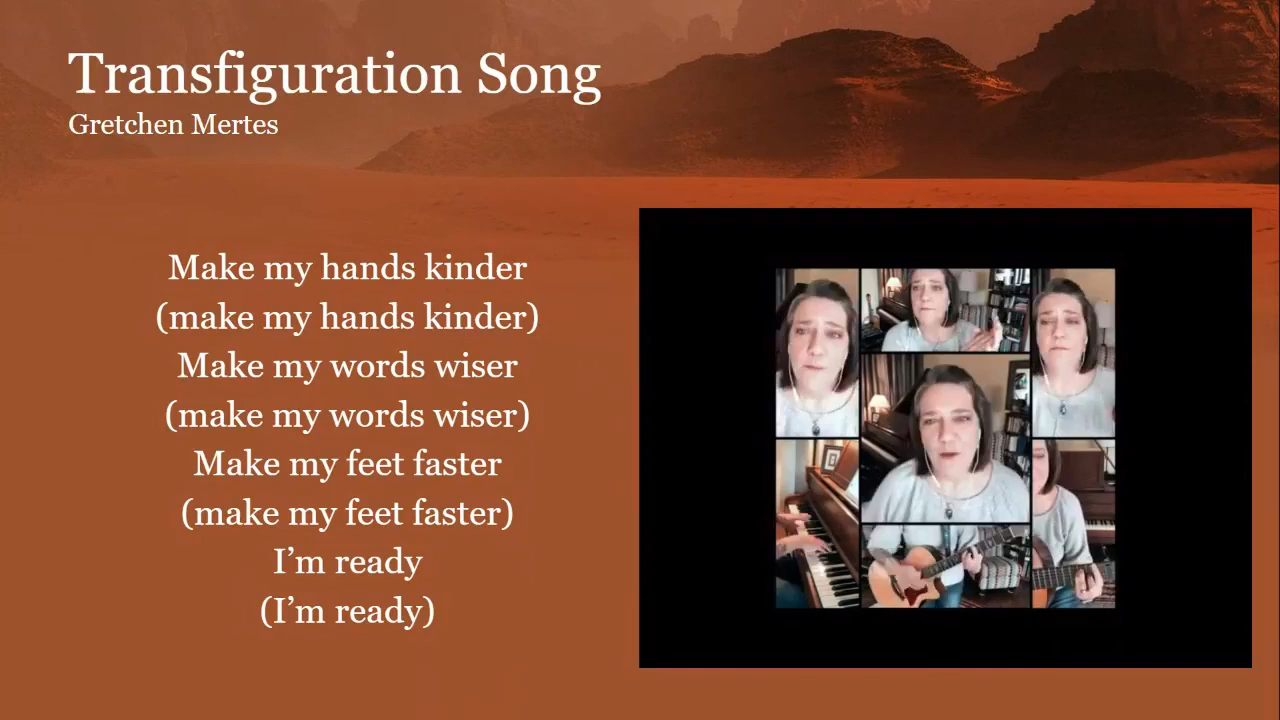 Transfiguration Song
Gretchen Mertes
Make my hands kinder
(make my hands kinder)
Make my words wiser
(make my words wiser)
Make my feet faster
(make my feet faster)
I’m ready
(I’m ready)